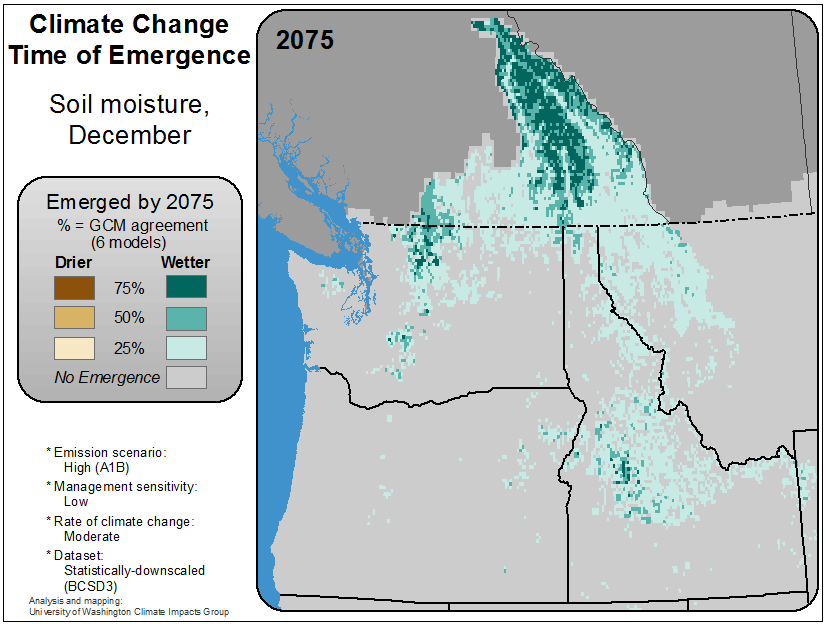 Climate Change
Time of Emergence
Soil moisture,
December
Emerged by 2075
% = GCM agreement
(6 models)
Drier Wetter
75%
50%
25%
No Emergence
* Emission scenario:
High (A1B)
* Management sensitivity:
Low
* Rate of climate change:
Moderate
* Dataset:
Statistically-downscaled
(BCSD3)
Analysis and mapping:
University of Washington Climate Impacts Group
2075